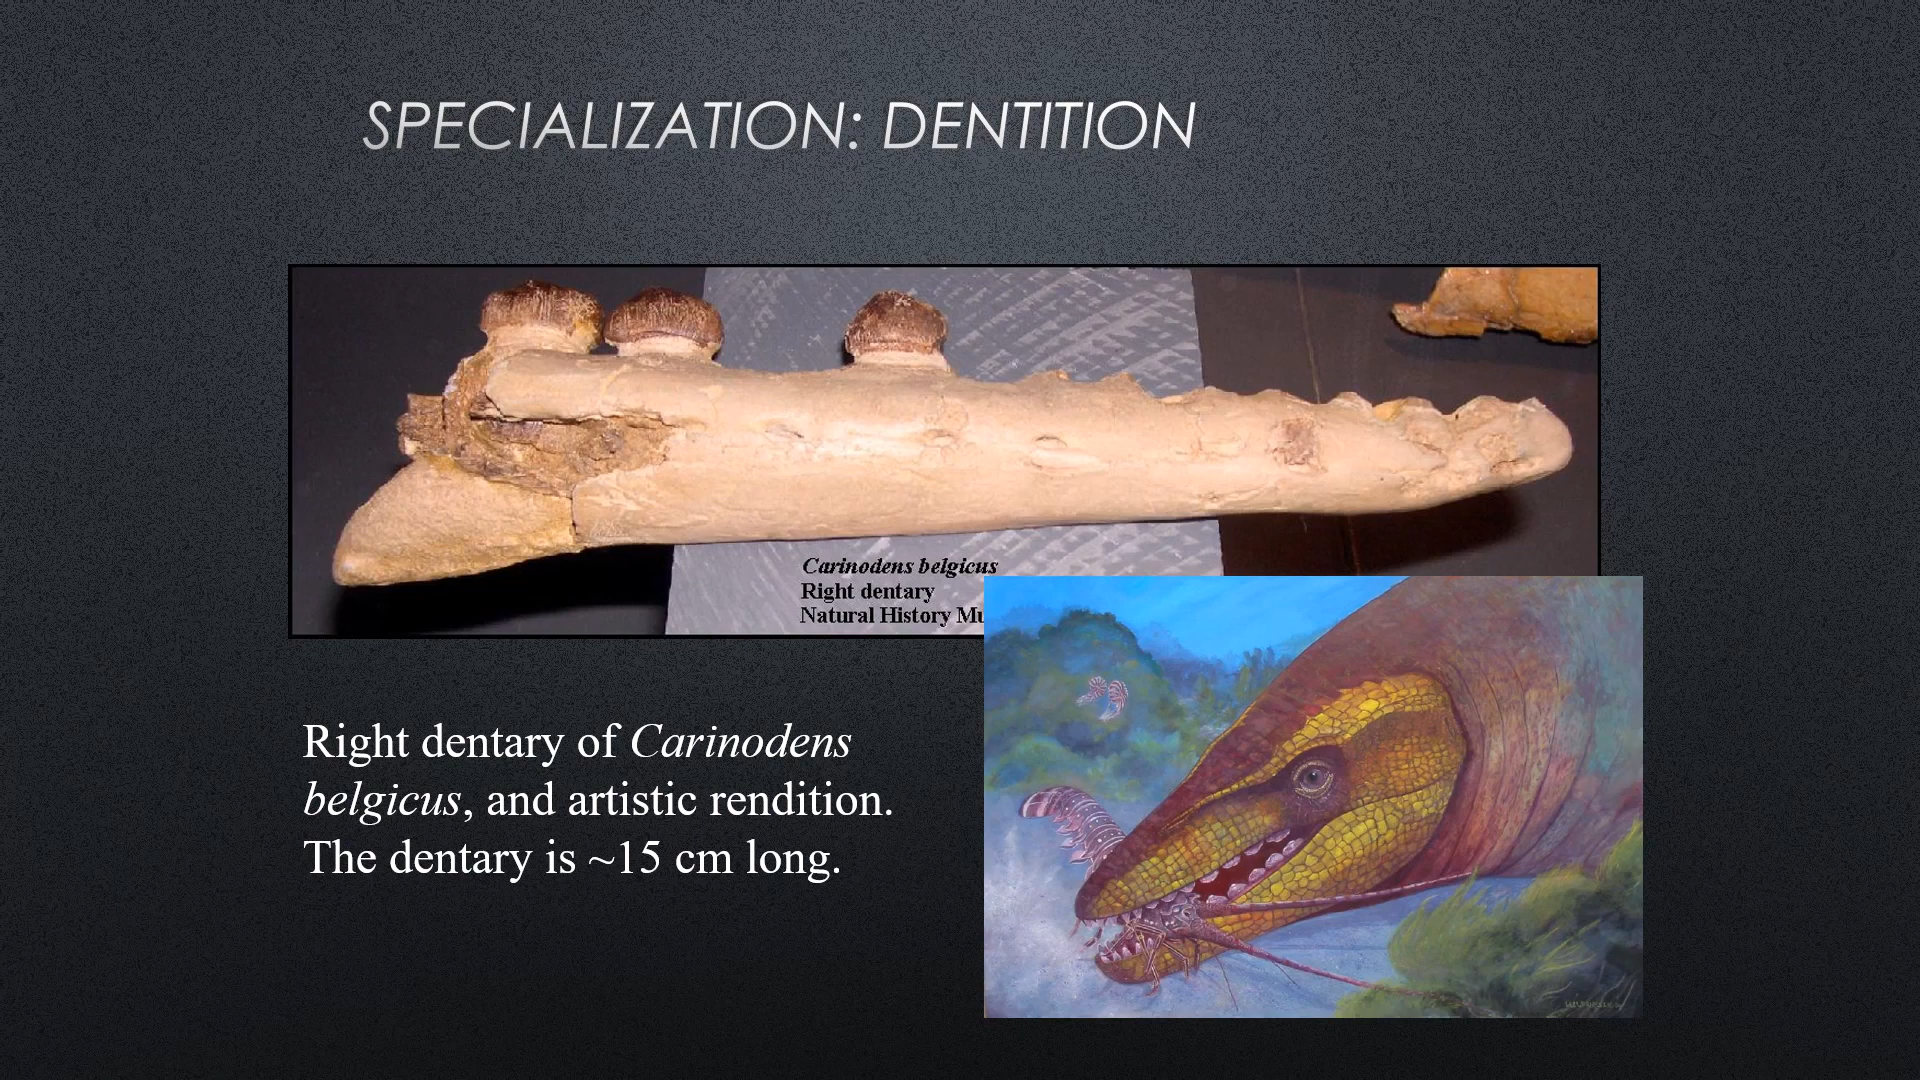 SPECIALIZATION: DENTITION
Carinodens belgicus
Right dentary
Natural History
Right dentary of Carinodens
belgicus, and artistic rendition.
The dentary is ~15 cm long.